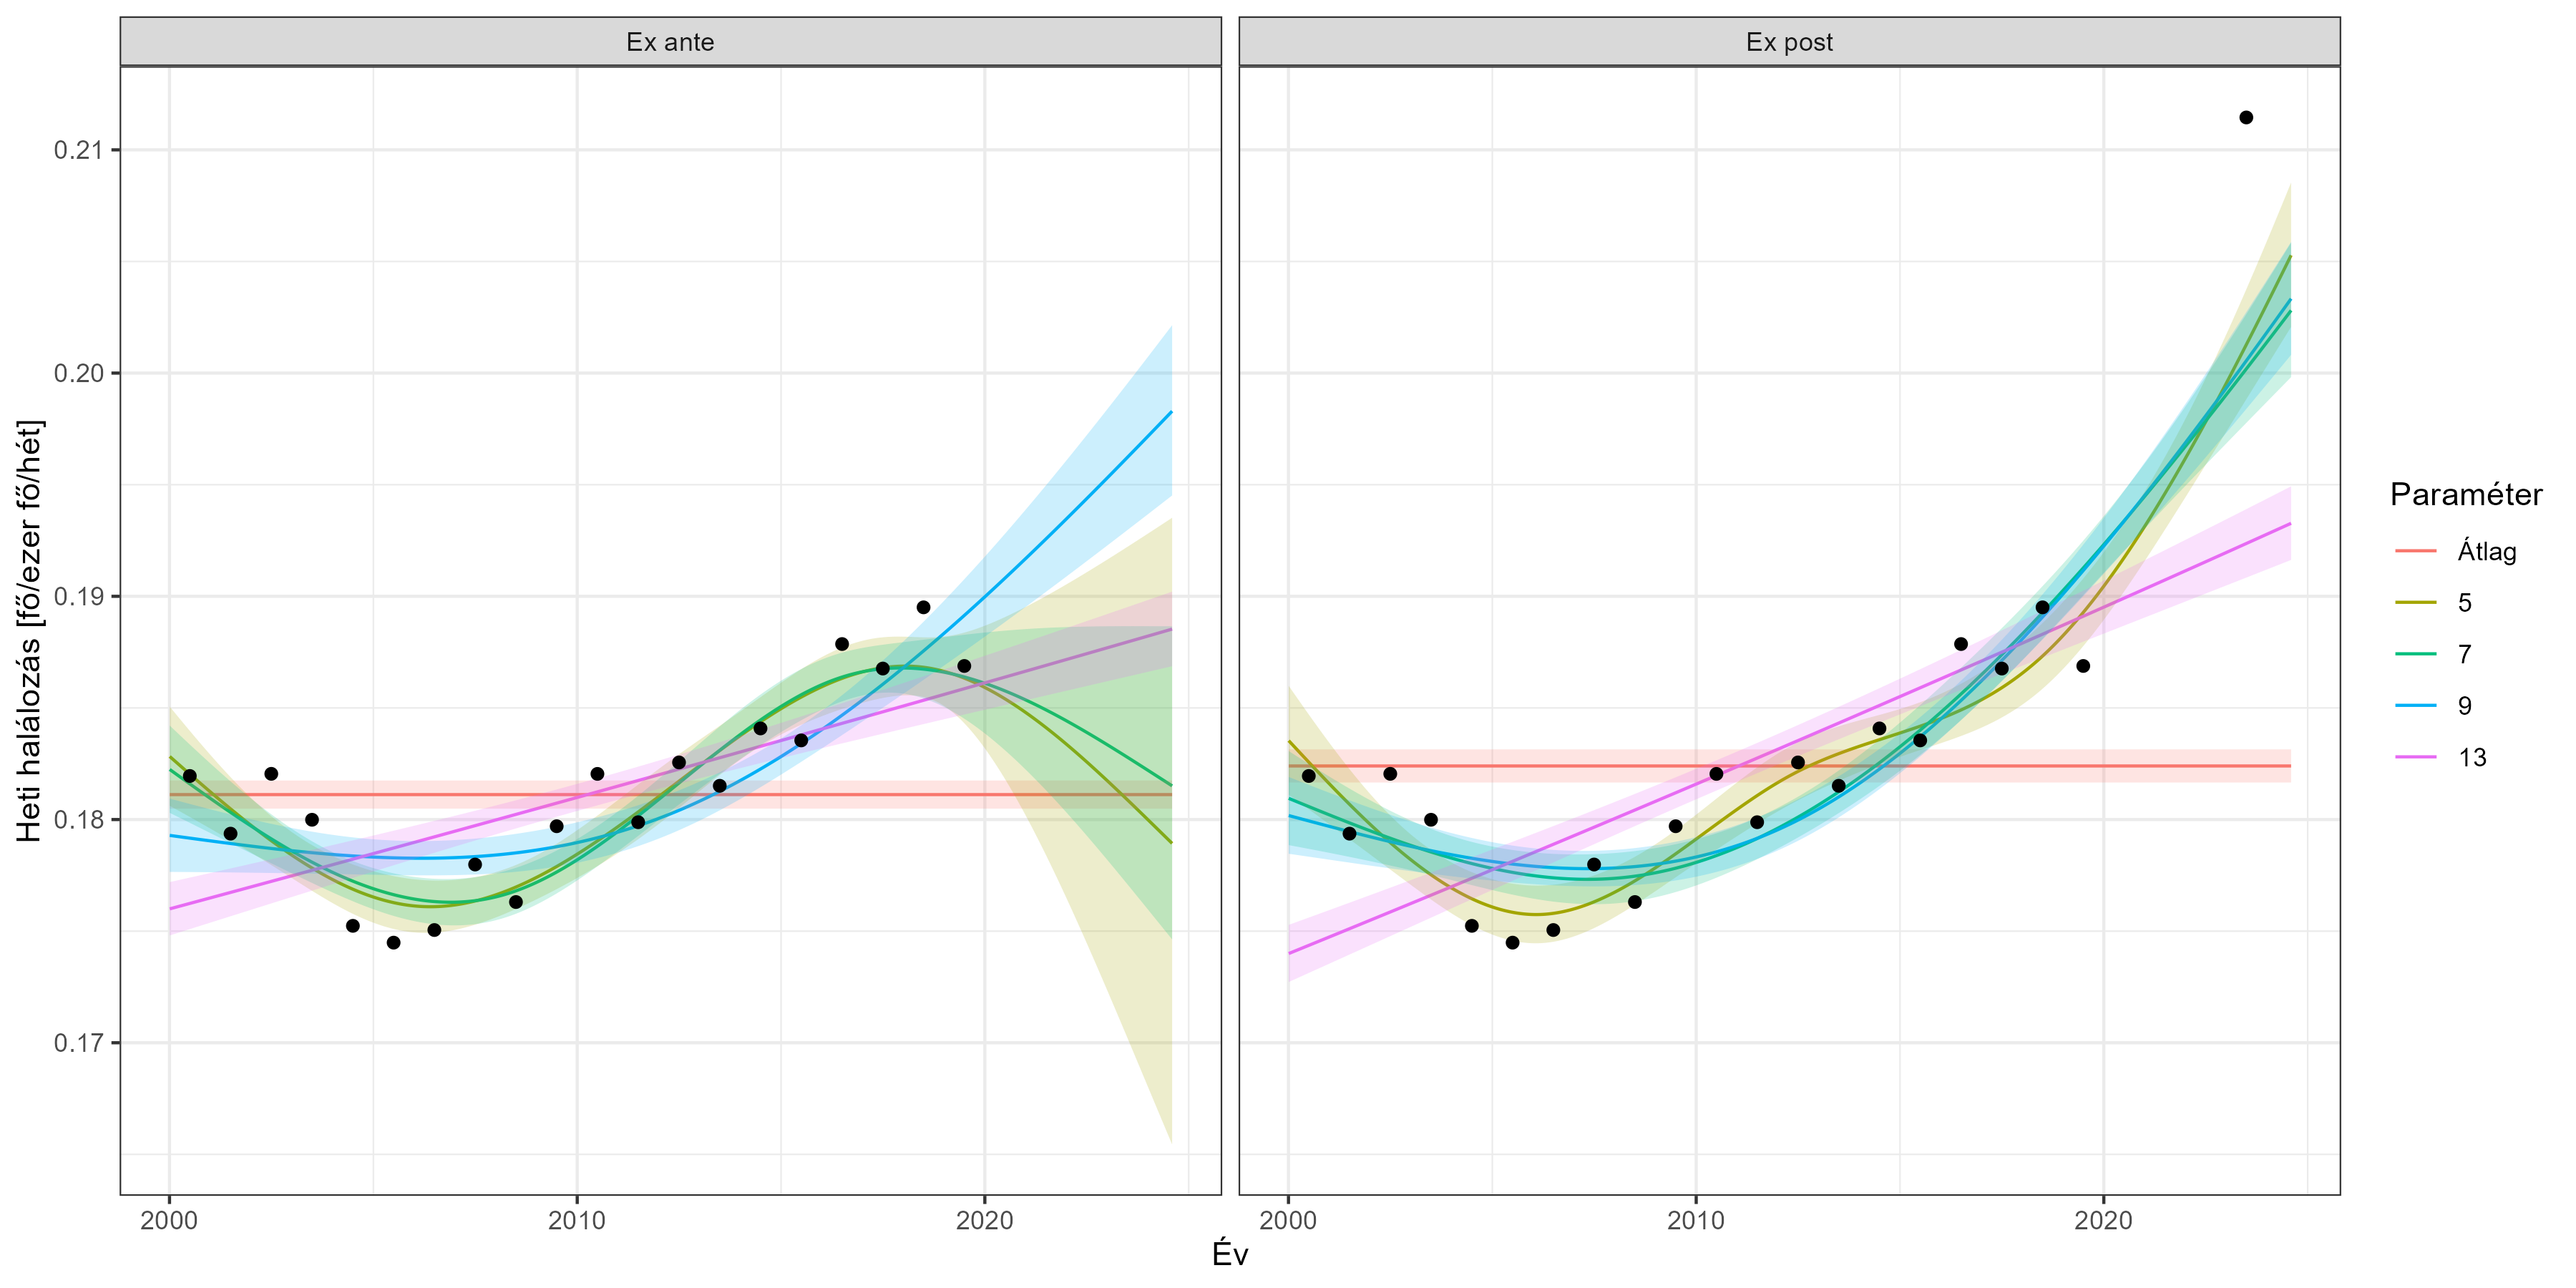 Ex ante
Ex post
Heti halálozás [fő/ezer fő/hét]
0.21
0.20
0.19
0.18
0.17
2000
2010
2020
2000
2010
2020
Év
Paraméter
Átlag
5
7
9
13